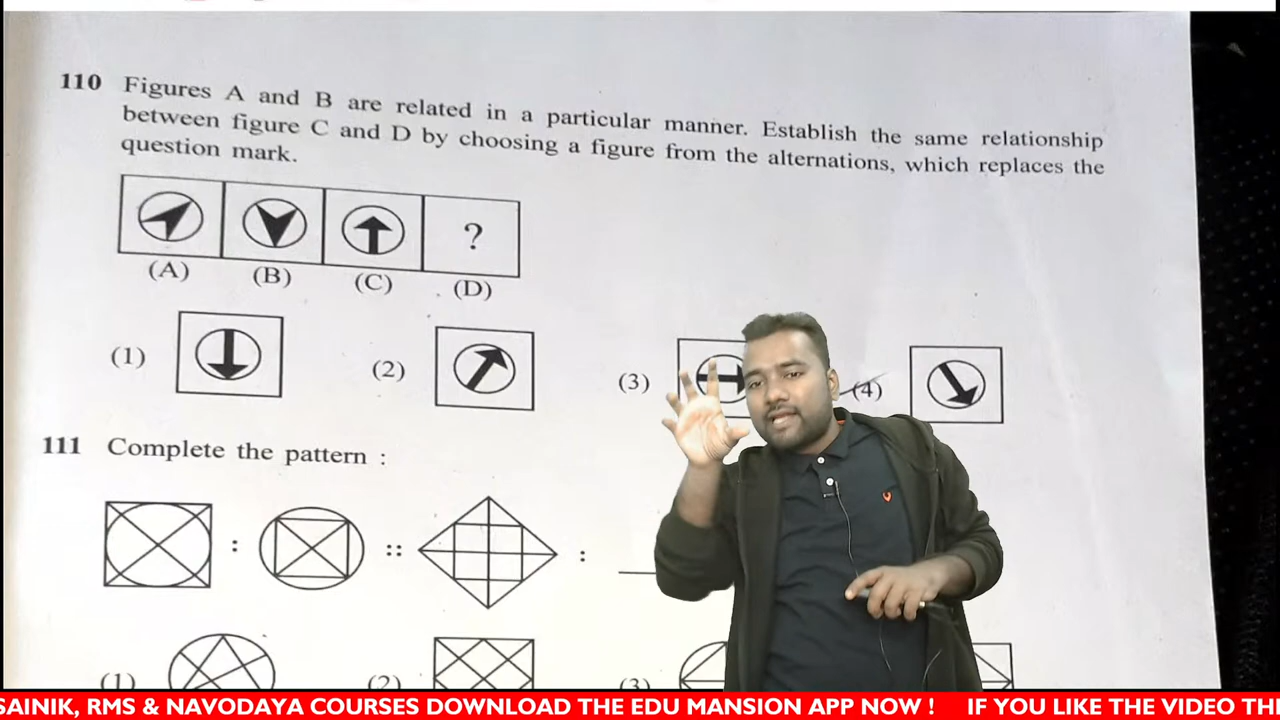 110 Figures A and B are related in a particular manner. Establish the same relationship
between figure C and D by choosing a figure from the alternations, which replaces the
question mark.
?
(A) (B) (C) (D)
(1) (2) (3) (4)
111 Complete the pattern :
: :: :
(1) (2) (3)
SAINIK, RMS & NAVODAYA COURSES DOWNLOAD THE EDU MANSION APP NOW ! IF YOU LIKE THE VIDEO TH